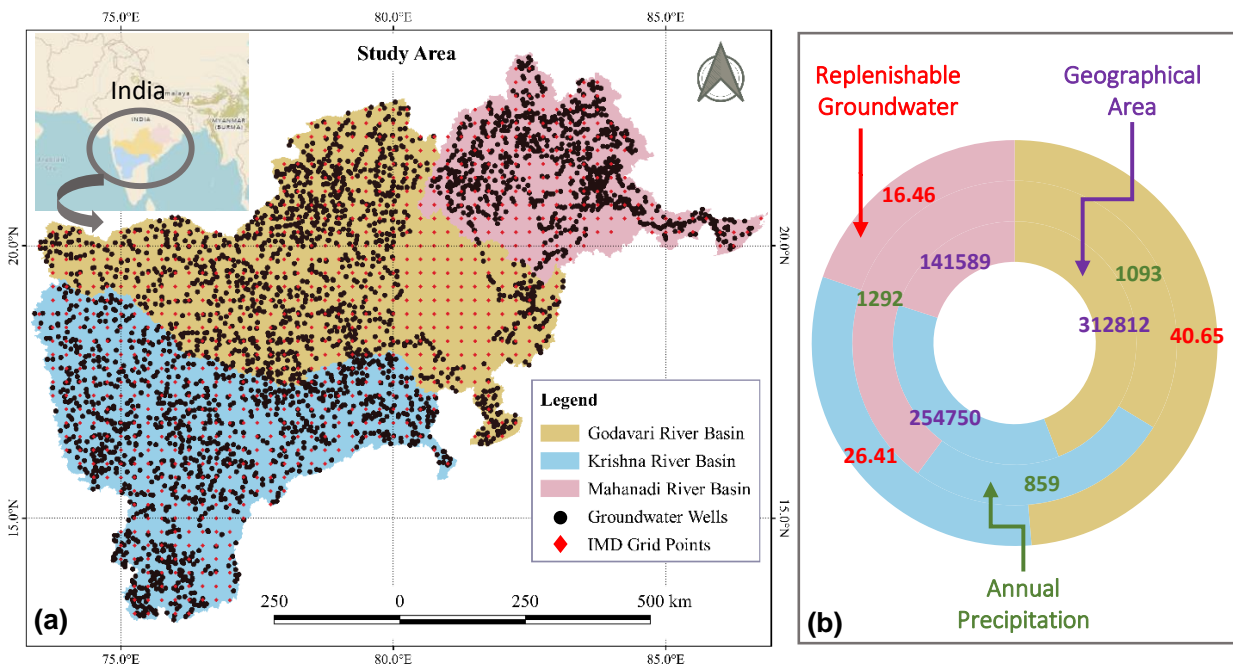 75.0°E
80.0°E
85.0°E
Study Area
India
INDIA
MYANMAR
(BURMA)
20.0°N
20.0°N
15.0°N
15.0°N
Legend
Godavari River Basin
Krishna River Basin
Mahanadi River Basin
Groundwater Wells
IMD Grid Points
250
0
250
500 km
(a)
75.0°E
80.0°E
85.0°E
Replenishable
Groundwater
Geographical
Area
16.46
141589
1093
1292
312812
40.65
254750
26.41
859
Annual
Precipitation
(b)